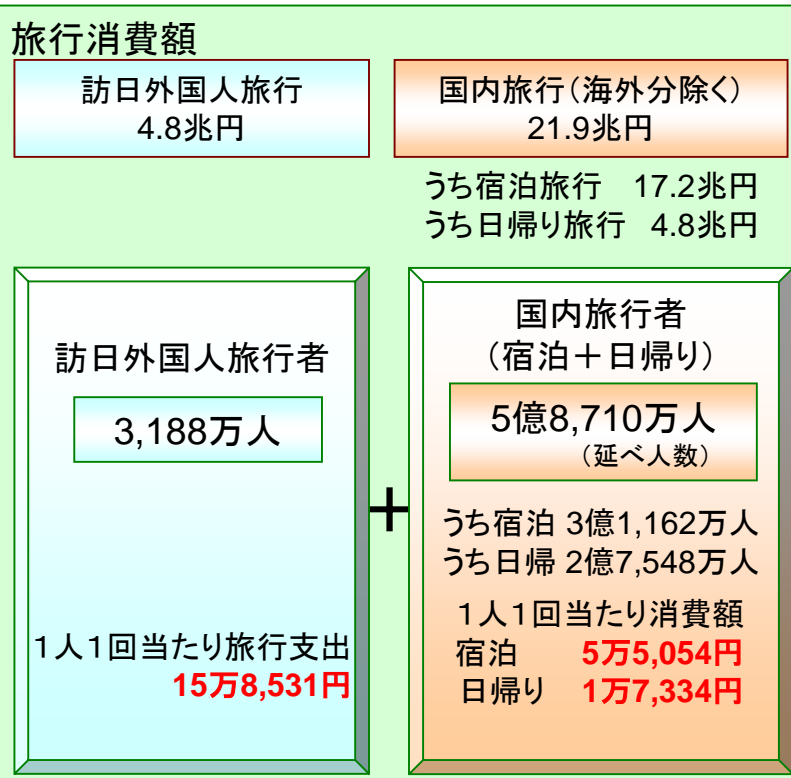 旅行消費額
訪日外国人旅行
4.8兆円
国内旅行(海外分除く)
21.9兆円
うち宿泊旅行 17.2兆円
うち日帰り旅行 4.8兆円
訪日外国人旅行者
3,188万人
1人1回当たり旅行支出
15万8,531円
+
国内旅行者
(宿泊+日帰り)
5億8,710万人
(延べ人数)
うち宿泊 3億1,162万人
うち日帰 2億7,548万人
1人1回当たり消費額
宿泊 5万5,054円
日帰り 1万7,334円